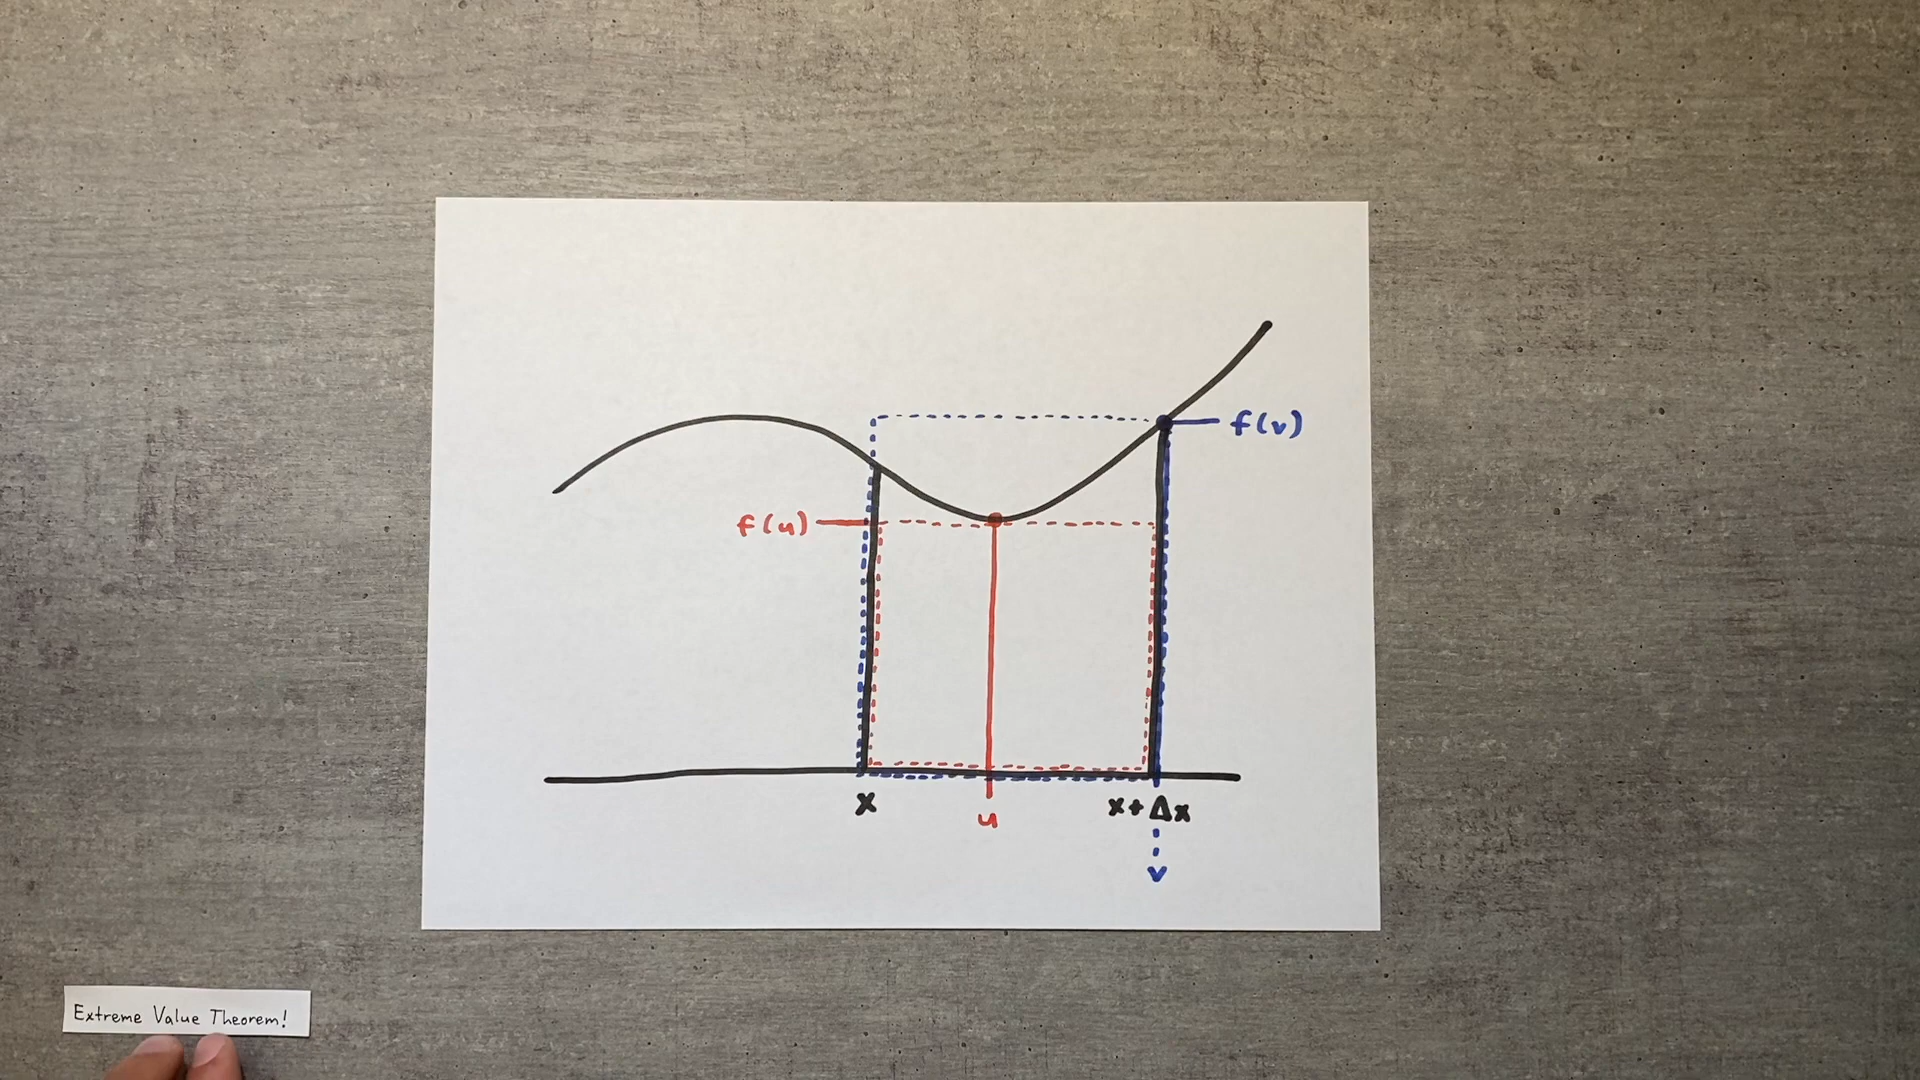 f(v)
f(u)
x
u
x+Δx
v
Extreme Value Theorem!